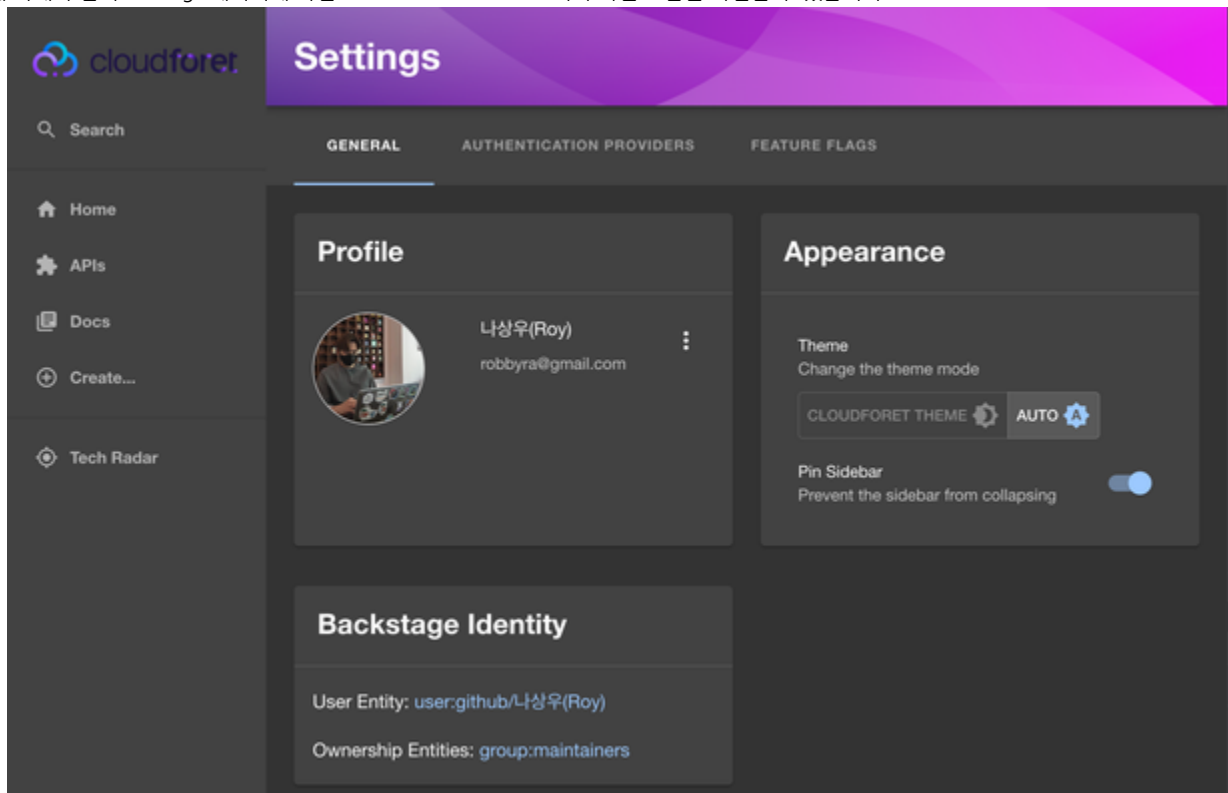 cloudforet
Settings
Search
GENERAL
AUTHENTICATION PROVIDERS
FEATURE FLAGS
Home
APIs
Docs
Create...
Tech Radar
Profile
나상우(Roy)
robbyra@gmail.com
Appearance
Theme
Change the theme mode
CLOUDFORET THEME
AUTO
Pin Sidebar
Prevent the sidebar from collapsing
Backstage Identity
User Entity: user:github/나상우(Roy)
Ownership Entities: group:maintainers